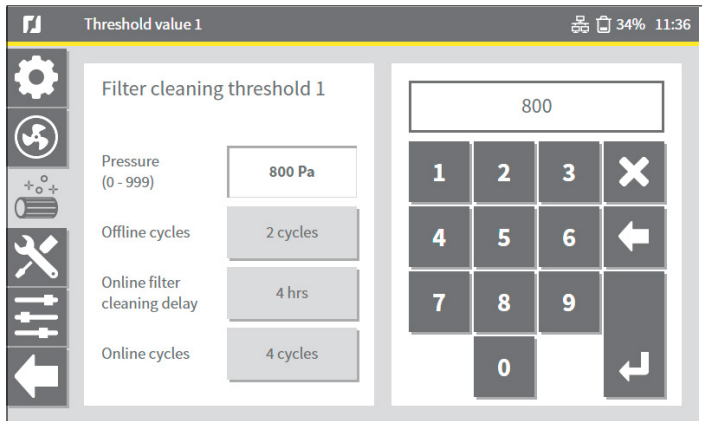 Threshold value 1
34% 11:36
Filter cleaning threshold 1
Pressure
(0 - 999)
800 Pa
Offline cycles
2 cycles
Online filter
cleaning delay
4 hrs
Online cycles
4 cycles
800
1 2 3
4 5 6
7 8 9
0